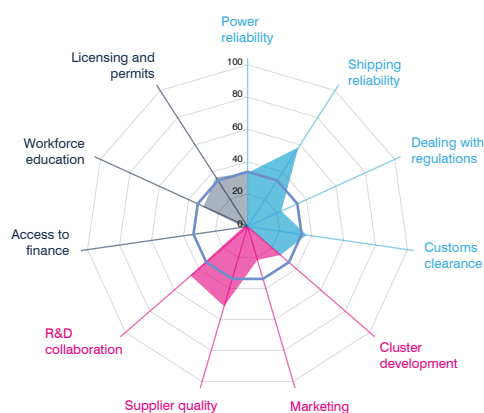 Power
reliability
Licensing and
permits
Shipping
reliability
100
80
60
40
20
0
Workforce
education
Dealing with
regulations
Access to
finance
Customs
clearance
R&D
collaboration
Cluster
development
Supplier quality
Marketing